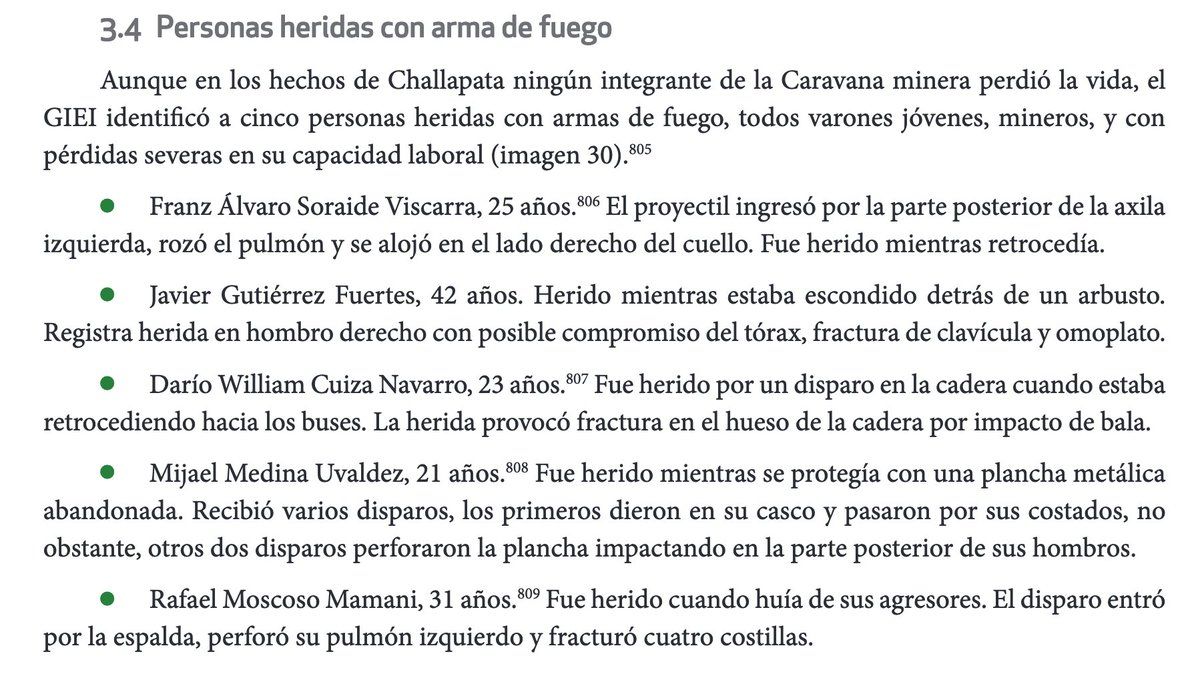 3.4 Personas heridas con arma de fuego
Aunque en los hechos de Challapata ningún integrante de la Caravana minera perdió la vida, el
GIEI identificó a cinco personas heridas con armas de fuego, todos varones jóvenes, mineros, y con
pérdidas severas en su capacidad laboral (imagen 30).805
● Franz Álvaro Soraide Viscarra, 25 años.806 El proyectil ingresó por la parte posterior de la axila
izquierda, rozó el pulmón y se alojó en el lado derecho del cuello. Fue herido mientras retrocedía.
● Javier Gutiérrez Fuertes, 42 años. Herido mientras estaba escondido detrás de un arbusto.
Registra herida en hombro derecho con posible compromiso del tórax, fractura de clavícula y omoplato.
● Darío William Cuiza Navarro, 23 años.807 Fue herido por un disparo en la cadera cuando estaba
retrocediendo hacia los buses. La herida provocó fractura en el hueso de la cadera por impacto de bala.
● Mijael Medina Uvaldez, 21 años.808 Fue herido mientras se protegía con una plancha metálica
abandonada. Recibió varios disparos, los primeros dieron en su casco y pasaron por sus costados, no
obstante, otros dos disparos perforaron la plancha impactando en la parte posterior de sus hombros.
● Rafael Moscoso Mamani, 31 años.809 Fue herido cuando huía de sus agresores. El disparo entró
por la espalda, perforó su pulmón izquierdo y fracturó cuatro costillas.